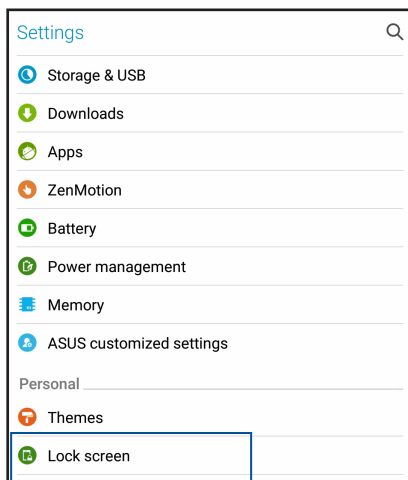 Settings
Storage & USB
Downloads
Apps
ZenMotion
Battery
Power management
Memory
ASUS customized settings
Personal
Themes
Lock screen